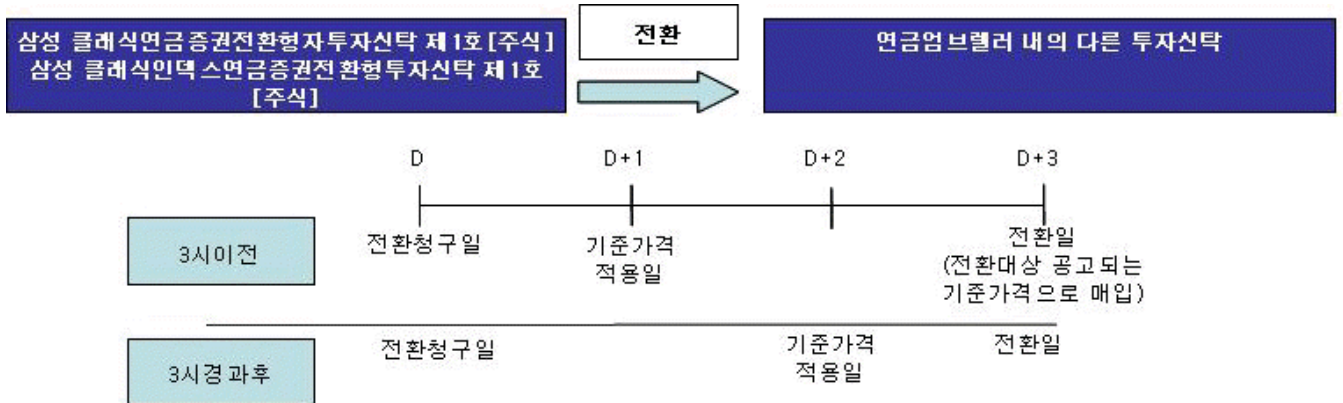 삼성 클래식연금증권전환형자투자신탁 제1호[주식]
삼성 클래식인덱스연금증권전환형투자신탁 제1호
[주식]
전환
연금엄브렐러 내의 다른 투자신탁
D
D+1
D+2
D+3
3시이전
전환청구일
기준가격
적용일
전환일
(전환대상 공고되는
기준가격으로 매입)
3시경과후
전환청구일
기준가격
적용일
전환일